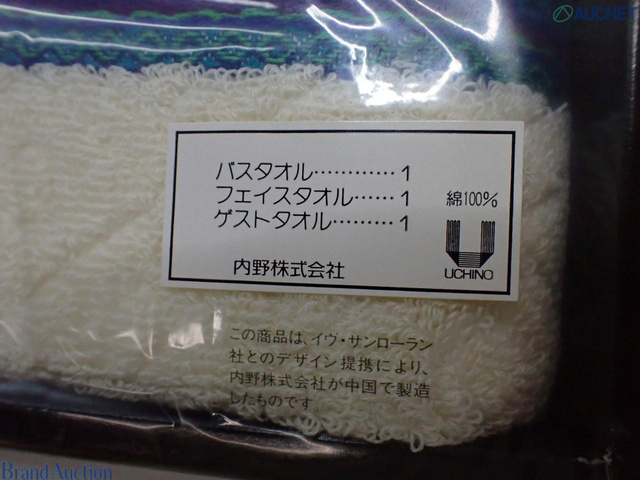 AUCNET
バスタオル…………1
フェイスタオル……1
ゲストタオル………1
綿100%
UCHINO
内野株式会社
この商品は、イヴ・サンローラン
社とのデザイン提携により、
内野株式会社が中国で製造
したものです。
Brand Auction